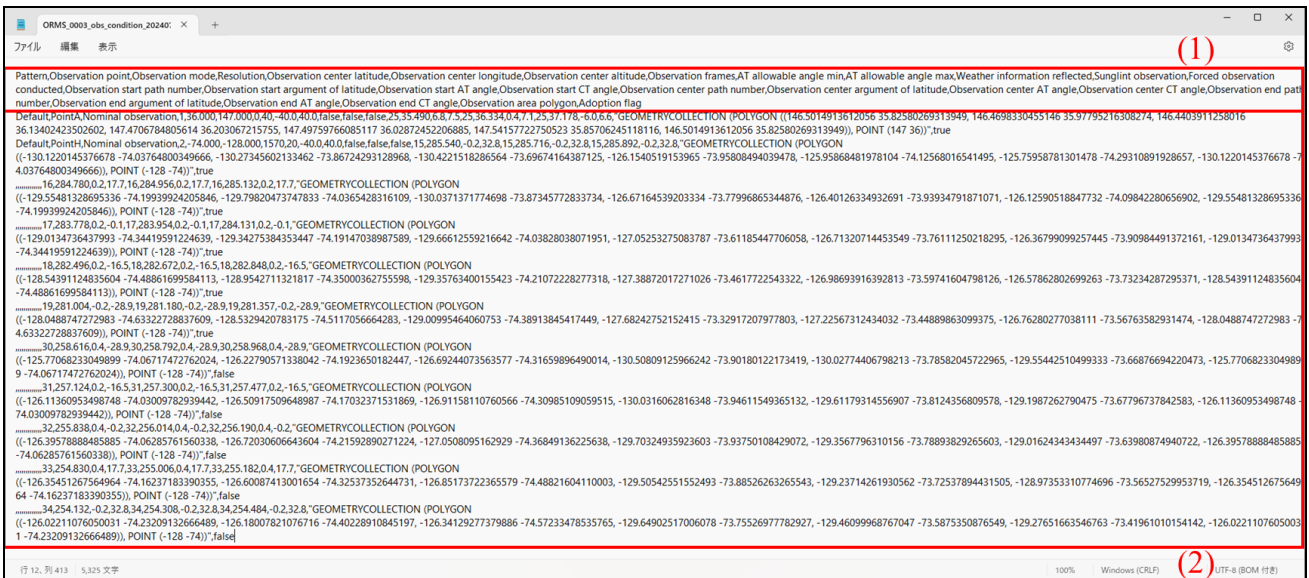 ORMS_0003_obs_condition_20240
ファイル 編集 表示
(1)
Pattern,Observation point,Observation mode,Resolution,Observation center latitude,Observation center longitude,Observation center altitude,Observation frames,AT allowable angle min,AT allowable angle max,Weather information reflected,Sunglint observation,Forced observation
conducted,Observation start path number,Observation start argument of latitude,Observation start AT angle,Observation start CT angle,Observation center path number,Observation center argument of latitude,Observation center AT angle,Observation center CT angle,Observation end path
number,Observation end argument of latitude,Observation end AT angle,Observation end CT angle,Observation area polygon,Adoption flag
Default,PointA,Nominal observation,1,36.000,147.000,0,40,-40.0,40.0,false,false,false,25,35.490,6.8,7.5,25,36.334,0.4,7.1,25,37.178,-6.0,6.6,"GEOMETRYCOLLECTION (POLYGON ((146.5014913612056 35.82580269313949, 146.4698330455146 35.97795216308274, 146.4403911258016
36.13402423502602, 147.4706784805614 36.203067215755, 147.49759766085117 36.02872452206885, 147.54157722750523 35.85706245118116, 146.5014913612056 35.82580269313949)), POINT (147 36))",true
Default,PointH,Nominal observation,2,-74.000,-128.000,1570,20,-40.0,40.0,false,false,false,15,285.540,-0.2,32.8,15,285.716,-0.2,32.8,15,285.892,-0.2,32.8,"GEOMETRYCOLLECTION (POLYGON
((-130.1220145376678 -74.03764800349666, -130.27345602133462 -73.86724293128968, -130.4221518286564 -73.69674164387125, -126.1540519153965 -73.95808494039478, -125.95868481978104 -74.12568016541495, -125.75958781301478 -74.29310891928657, -130.1220145376678 -7
4.03764800349666)), POINT (-128 -74))",true
,,,,,,,,,,,,,16,284.780,0.2,17.7,16,284.956,0.2,17.7,16,285.132,0.2,17.7,"GEOMETRYCOLLECTION (POLYGON
((-129.55481328695336 -74.19939924205846, -129.79820473747833 -74.0365428316109, -130.0371371774698 -73.87345772833734, -126.67164539203334 -73.77996865344876, -126.40126334932691 -73.93934791871071, -126.12590518847732 -74.09842280656902, -129.55481328695336
-74.19939924205846)), POINT (-128 -74))",true
,,,,,,,,,,,,,17,283.778,0.2,-0.1,17,283.954,0.2,-0.1,17,284.131,0.2,-0.1,"GEOMETRYCOLLECTION (POLYGON
((-129.0134736437993 -74.34419591224639, -129.34275384353447 -74.19147038987589, -129.66612559216642 -74.03828038071951, -127.05253275083787 -73.61185447706058, -126.71320714453549 -73.76111250218295, -126.36799099257445 -73.90984491372161, -129.0134736437993
-74.34419591224639)), POINT (-128 -74))",true
,,,,,,,,,,,,,18,282.496,0.2,-16.5,18,282.672,0.2,-16.5,18,282.848,0.2,-16.5,"GEOMETRYCOLLECTION (POLYGON
((-128.54391124835604 -74.48861699584113, -128.9542711321817 -74.35000362755598, -129.35763400155423 -74.21072228277318, -127.38872017271026 -73.4617722543322, -126.98693916392813 -73.59741604798126, -126.57862802699263 -73.73234287295371, -128.54391124835604
-74.48861699584113)), POINT (-128 -74))",true
,,,,,,,,,,,,,19,281.004,-0.2,-28.9,19,281.180,-0.2,-28.9,19,281.357,-0.2,-28.9,"GEOMETRYCOLLECTION (POLYGON
((-128.0488747272983 -74.63322728837609, -128.5329420783175 -74.5117056664283, -129.00995464060753 -74.38913845417449, -127.68242752152415 -73.32917207977803, -127.22567312434032 -73.44889863099375, -126.76280277038111 -73.56763582931474, -128.0488747272983 -7
4.63322728837609)), POINT (-128 -74))",true
,,,,,,,,,,,,,30,258.616,0.4,-28.9,30,258.792,0.4,-28.9,30,258.968,0.4,-28.9,"GEOMETRYCOLLECTION (POLYGON
((-125.77068233049899 -74.06717472762024, -126.22790571338042 -74.1923650182447, -126.69244073563577 -74.31659896490014, -130.50809125966242 -73.90180122173419, -130.02774406798213 -73.78582045722965, -129.55442510499333 -73.66876694220473, -125.7706823304989
9 -74.06717472762024)), POINT (-128 -74))",false
,,,,,,,,,,,,,31,257.124,0.2,-16.5,31,257.300,0.2,-16.5,31,257.477,0.2,-16.5,"GEOMETRYCOLLECTION (POLYGON
((-126.11360953498748 -74.03009782939442, -126.50917509648987 -74.17032371531869, -126.91158110760566 -74.3098510959515, -130.0316062816348 -73.94611549365132, -129.61179314556907 -73.8124356809578, -129.1987262790475 -73.67796737842583, -126.11360953498748 -
74.03009782939442)), POINT (-128 -74))",false
,,,,,,,,,,,,,32,255.838,0.4,-0.2,32,256.014,0.4,-0.2,32,256.190,0.4,-0.2,"GEOMETRYCOLLECTION (POLYGON
((-126.39578888485885 -74.06285761560338, -126.72030606643604 -74.21592890271224, -127.0508095162929 -74.36849136225638, -129.70324935923603 -73.93750108429072, -129.3567796310156 -73.78893829265603, -129.01624343434497 -73.63980874940722, -126.39578888485885
-74.06285761560338)), POINT (-128 -74))",false
,,,,,,,,,,,,,33,254.830,0.4,17.7,33,255.006,0.4,17.7,33,255.182,0.4,17.7,"GEOMETRYCOLLECTION (POLYGON
((-126.35451267564964 -74.16237183390355, -126.60087413001654 -74.32537352644731, -126.85173722365579 -74.48821604110003, -129.50542551552493 -73.88526263265543, -129.23714261930562 -73.72537894431505, -128.97353310774696 -73.56527529953719, -126.354512675649
64 -74.16237183390355)), POINT (-128 -74))",false
,,,,,,,,,,,,,34,254.132,-0.2,32.8,34,254.308,-0.2,32.8,34,254.484,-0.2,32.8,"GEOMETRYCOLLECTION (POLYGON
((-126.02211076050031 -74.23209132666489, -126.18007821076716 -74.40228910845197, -126.34129277379886 -74.57233478535765, -129.64902517006078 -73.75526977782927, -129.46099968767047 -73.5875350876549, -129.27651663546763 -73.41961010154142, -126.0221107605003
1 -74.23209132666489)), POINT (-128 -74))",false
(2)
行 12、列 413 5,325 文字 100% Windows (CRLF) UTF-8 (BOM 付き)